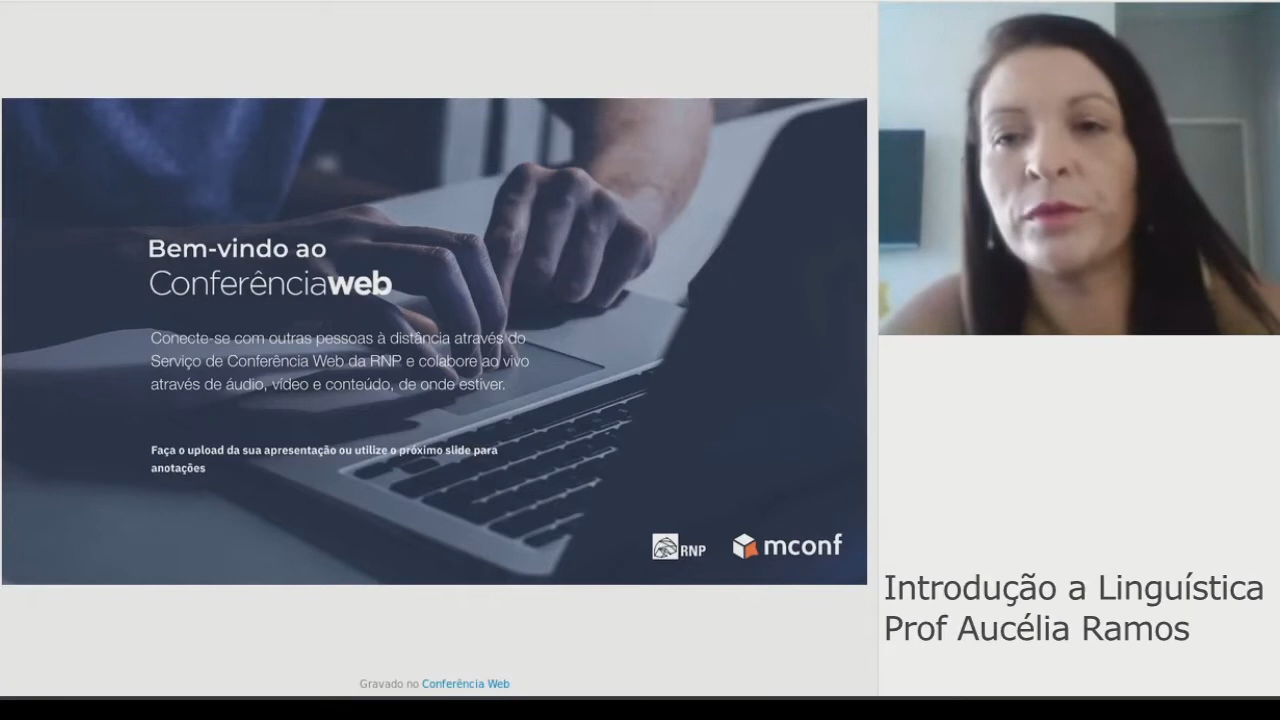 Bem-vindo ao
Conferênciaweb
Conecte-se com outras pessoas à distância através do
Serviço de Conferência Web da RNP e colabore ao vivo
através de áudio, vídeo e conteúdo, de onde estiver.
Faça o upload da sua apresentação ou utilize o próximo slide para
anotações
RNP
mconf
Introdução a Linguística
Prof Aucélia Ramos
Gravado no Conferência Web